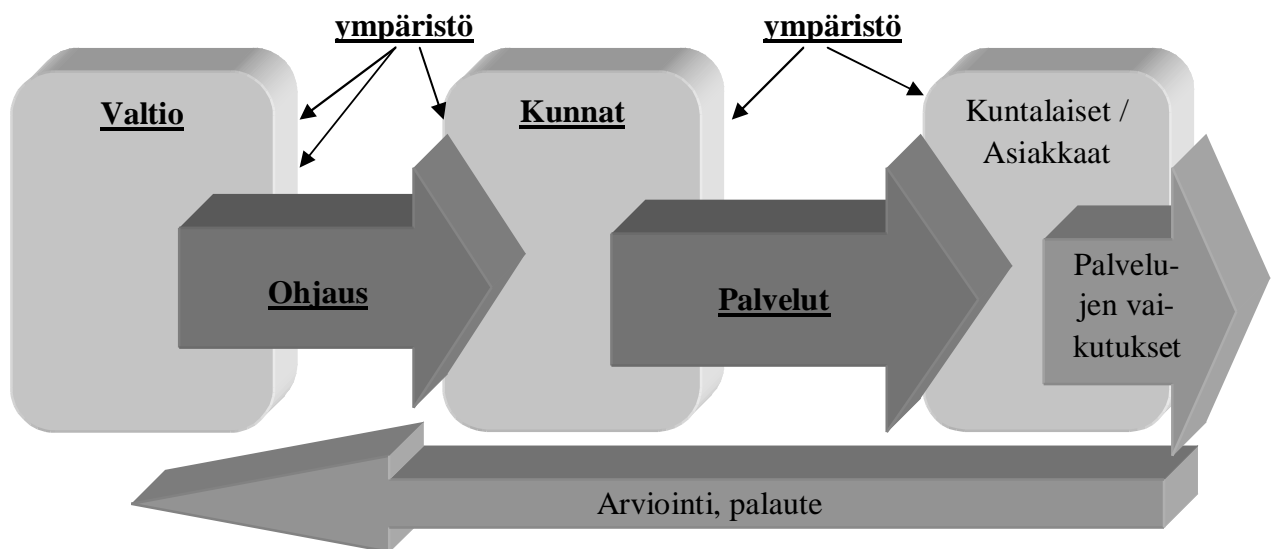 ympäristö
ympäristö
Valtio
Kunnat
Kuntalaiset /
Asiakkaat
Ohjaus
Palvelut
Palvelu-
jen vai-
kutukset
Arviointi, palaute